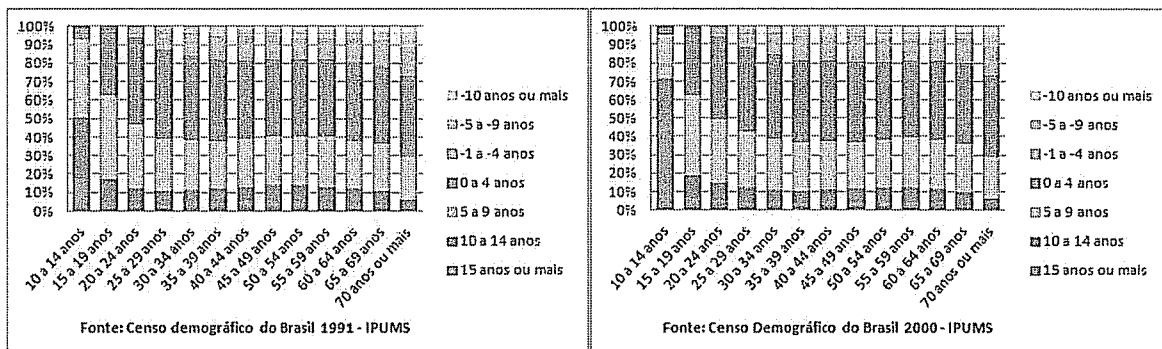 100%
90%
80%
70%
60%
50%
40%
30%
20%
10%
0%
10 a 14 anos
15 a 19 anos
20 a 24 anos
25 a 29 anos
30 a 34 anos
35 a 39 anos
40 a 44 anos
45 a 49 anos
50 a 54 anos
55 a 59 anos
60 a 64 anos
65 a 69 anos
70 anos ou mais
-10 anos ou mais
-5 a -9 anos
-1 a -4 anos
0 a 4 anos
5 a 9 anos
10 a 14 anos
15 anos ou mais
Fonte: Censo demográfico do Brasil 1991 - IPUMS
100%
90%
80%
70%
60%
50%
40%
30%
20%
10%
0%
10 a 14 anos
15 a 19 anos
20 a 24 anos
25 a 29 anos
30 a 34 anos
35 a 39 anos
40 a 44 anos
45 a 49 anos
50 a 54 anos
55 a 59 anos
60 a 64 anos
65 a 69 anos
70 anos ou mais
-10 anos ou mais
-5 a -9 anos
-1 a -4 anos
0 a 4 anos
5 a 9 anos
10 a 14 anos
15 anos ou mais
Fonte: Censo Demográfico do Brasil 2000 - IPUMS